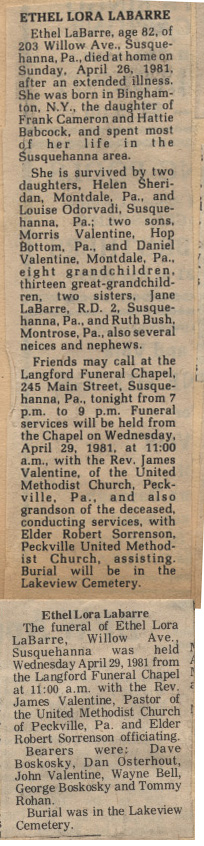 ETHEL LORA LABARRE
Ethel LaBarre, age 82, of
203 Willow Ave., Susque-
hanna, Pa., died at home on
Sunday, April 26, 1981,
after an extended illness.
She was born in Bingham-
ton, N.Y., the daughter of
Frank Cameron and Hattie
Babcock, and spent most
of her life in the
Susquehanna area.
She is survived by two
daughters, Helen Sheri-
dan, Montdale, Pa., and
Louise Odorvadi, Susque-
hanna, Pa.; two sons,
Morris Valentine, Hop
Bottom, Pa., and Daniel
Valentine, Montdale, Pa.,
eight grandchildren,
thirteen great-grandchild-
ren, two sisters, Jane
LaBarre, R.D. 2, Susque-
hanna, Pa., and Ruth Bush,
Montrose, Pa., also several
neices and nephews.
Friends may call at the
Langford Funeral Chapel,
245 Main Street, Susque-
hanna, Pa., tonight from 7
p.m. to 9 p.m. Funeral
services will be held from
the Chapel on Wednesday,
April 29, 1981, at 11:00
a.m., with the Rev. James
Valentine, of the United
Methodist Church, Peck-
ville, Pa., and also
grandson of the deceased,
conducting services, with
Elder Robert Sorrenson,
Peckville United Method-
ist Church, assisting.
Burial will be in the
Lakeview Cemetery.
Ethel Lora Labarre
The funeral of Ethel Lora
LaBarre, Willow Ave.,
Susquehanna was held
Wednesday April 29, 1981 from
the Langford Funeral Chapel
at 11:00 a.m. with the Rev.
James Valentine, Pastor of
the United Methodist Church
of Peckville, Pa. and Elder
Robert Sorrenson officiating.
Bearers were: Dave
Boskosky, Dan Osterhout,
John Valentine, Wayne Bell,
George Boskosky and Tommy
Rohan.
Burial was in the Lakeview
Cemetery.